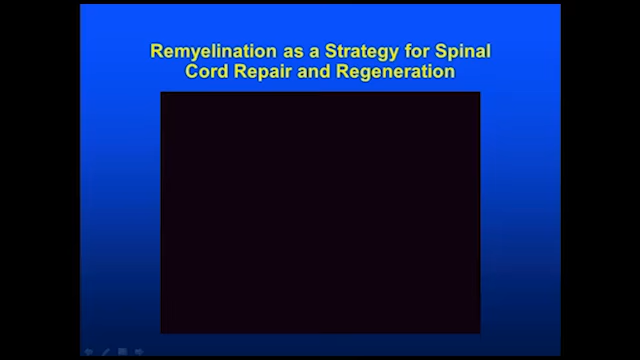 Remyelination as a Strategy for Spinal
Cord Repair and Regeneration